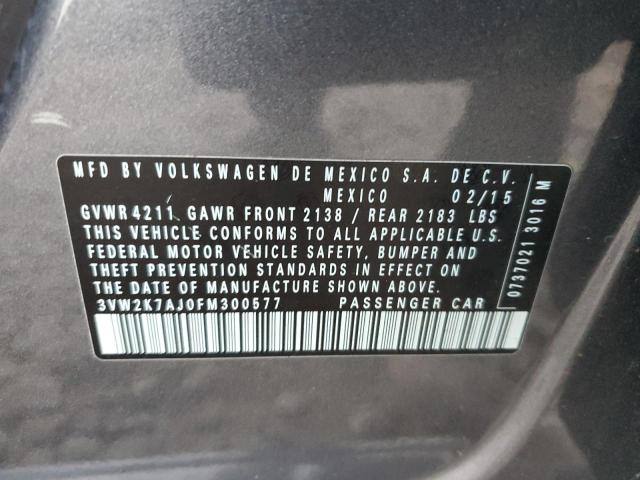 MFD BY VOLKSWAGEN DE MEXICO S.A. DE C.V.
MEXICO 02/15
GVWR 4211 GAWR FRONT 2138 / REAR 2183 LBS
THIS VEHICLE CONFORMS TO ALL APPLICABLE U.S.
FEDERAL MOTOR VEHICLE SAFETY, BUMPER AND
THEFT PREVENTION STANDARDS IN EFFECT ON
THE DATE OF MANUFACTURE SHOWN ABOVE.
3VW2K7AJ0FM300577 PASSENGER CAR
0737021 3016 M